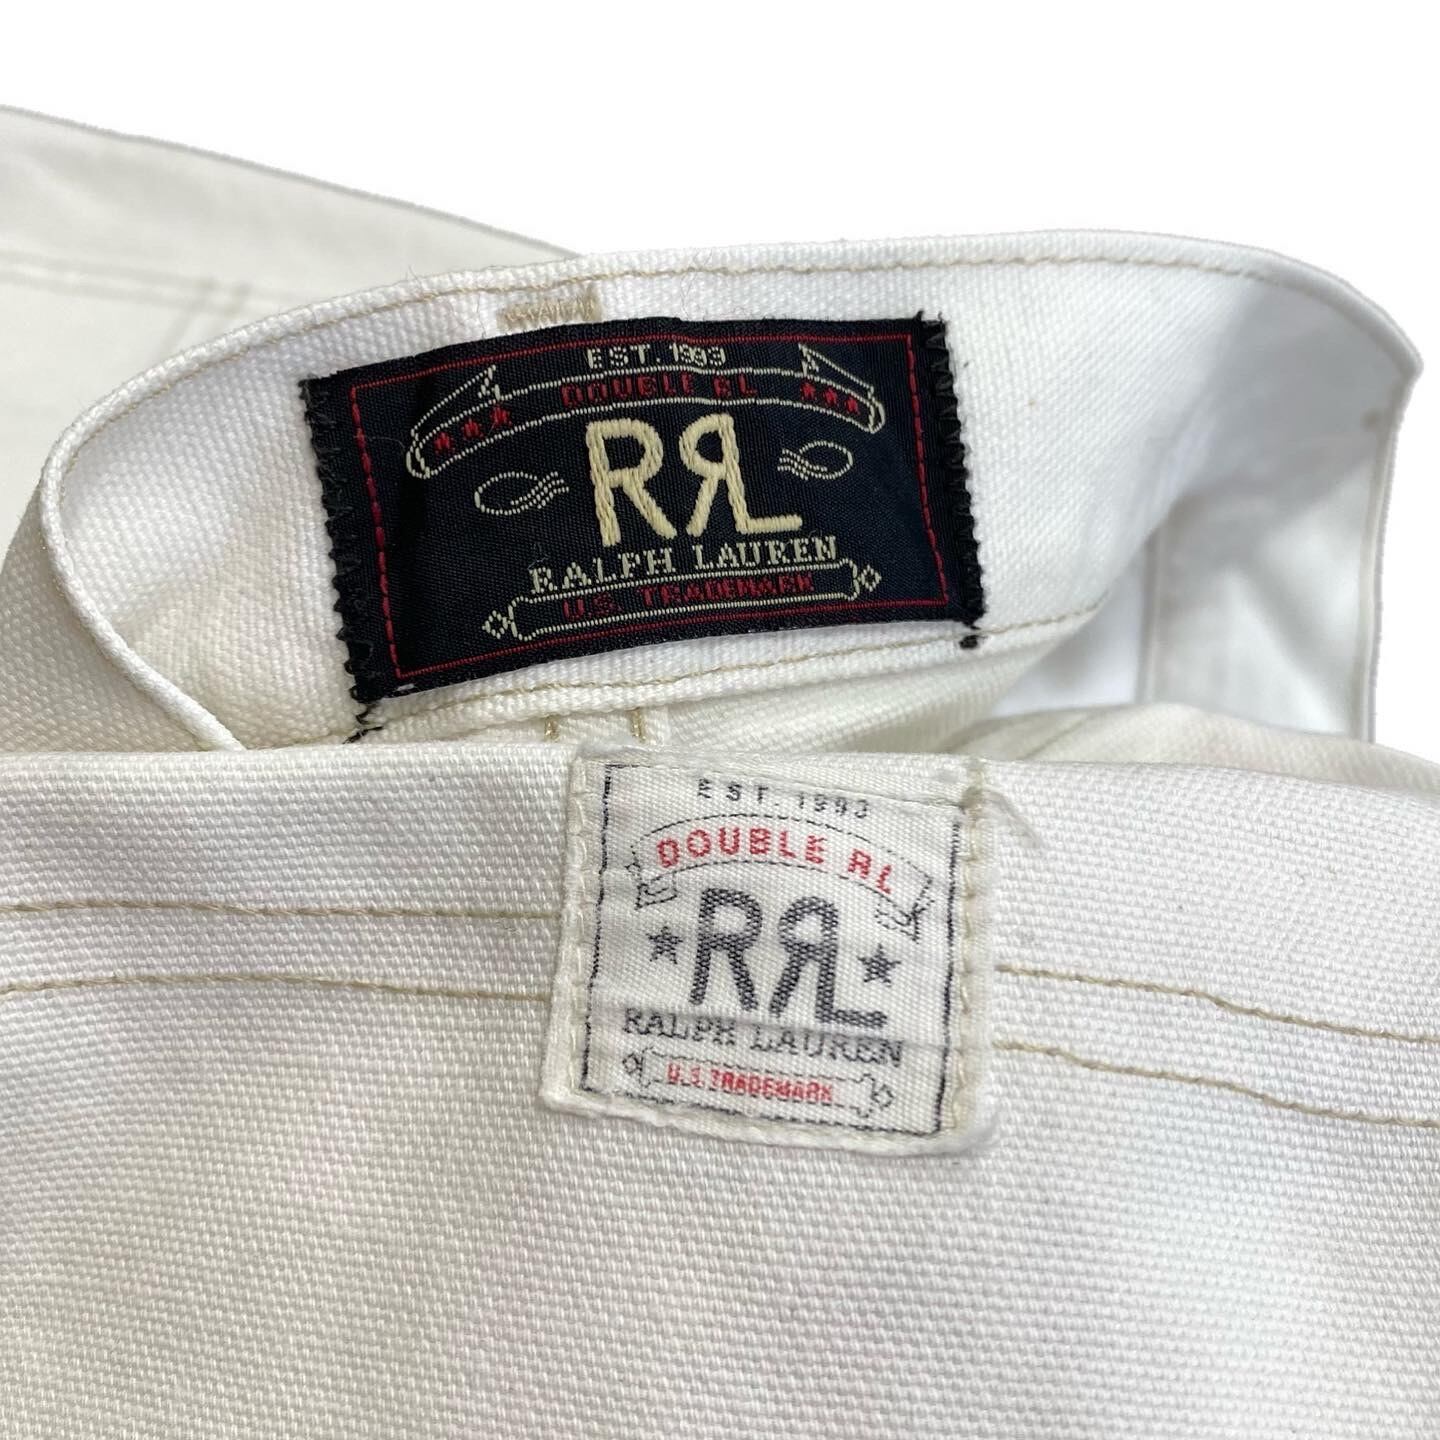 EST. 1993
DOUBLE RL
RRL
RALPH LAUREN
U.S. TRADEMARK
EST. 1993
DOUBLE RL
RRL
RALPH LAUREN
U.S. TRADEMARK